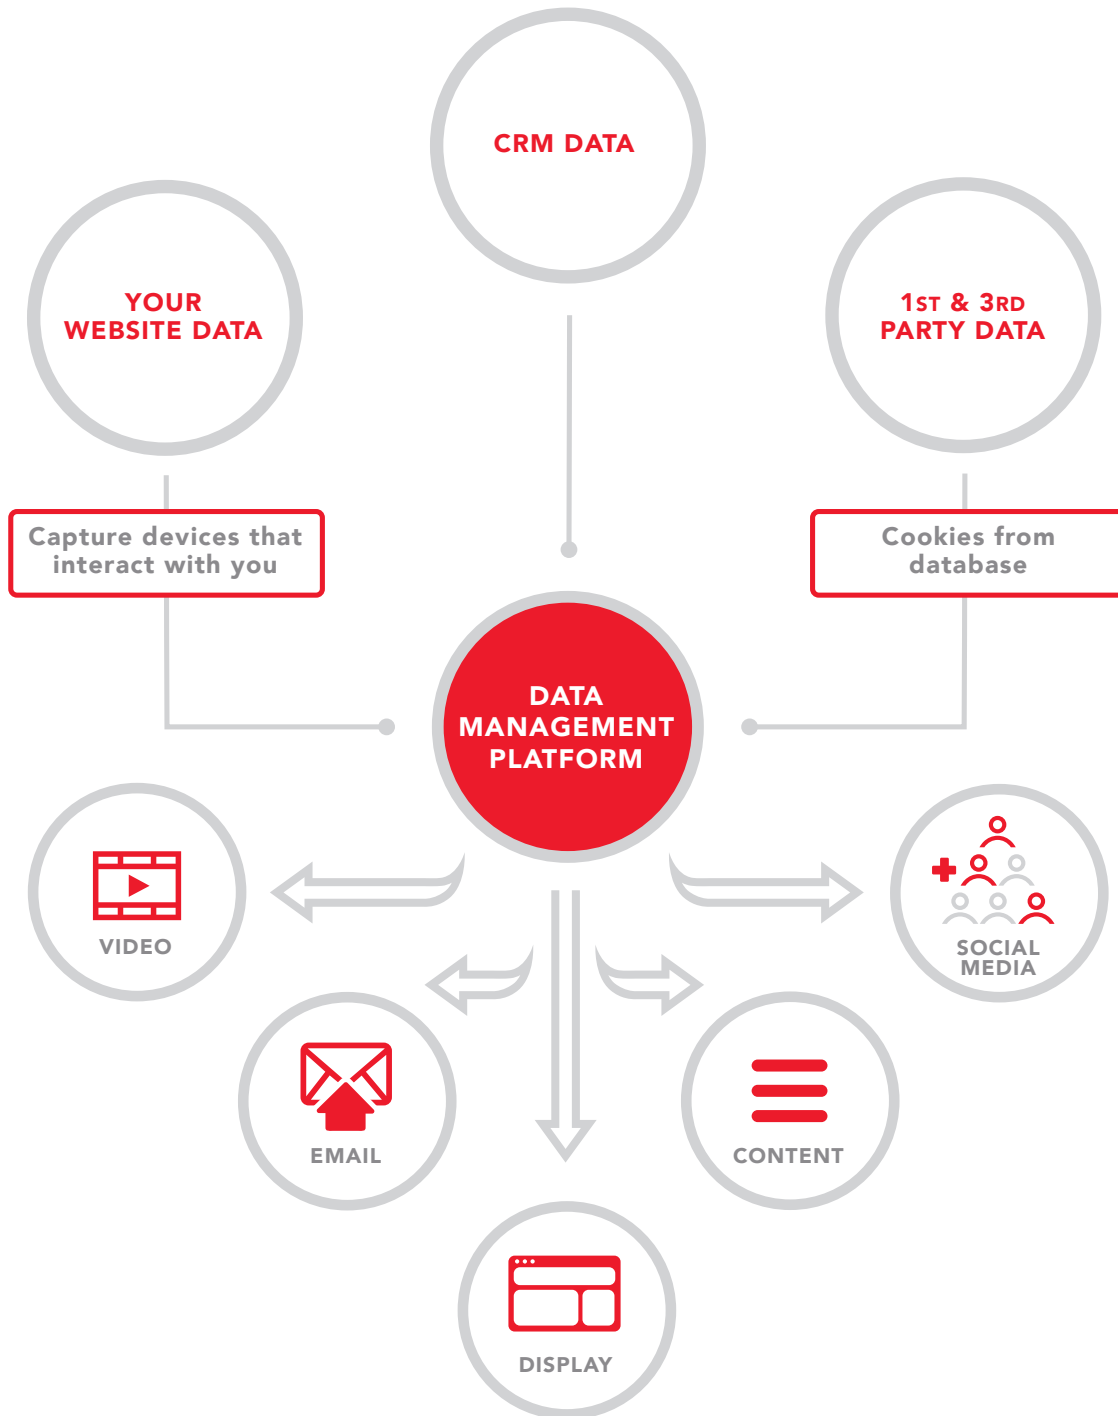 CRM DATA
YOUR
WEBSITE DATA
1ST & 3RD
PARTY DATA
Capture devices that
interact with you
Cookies from
database
DATA
MANAGEMENT
PLATFORM
VIDEO
SOCIAL
MEDIA
EMAIL
CONTENT
DISPLAY